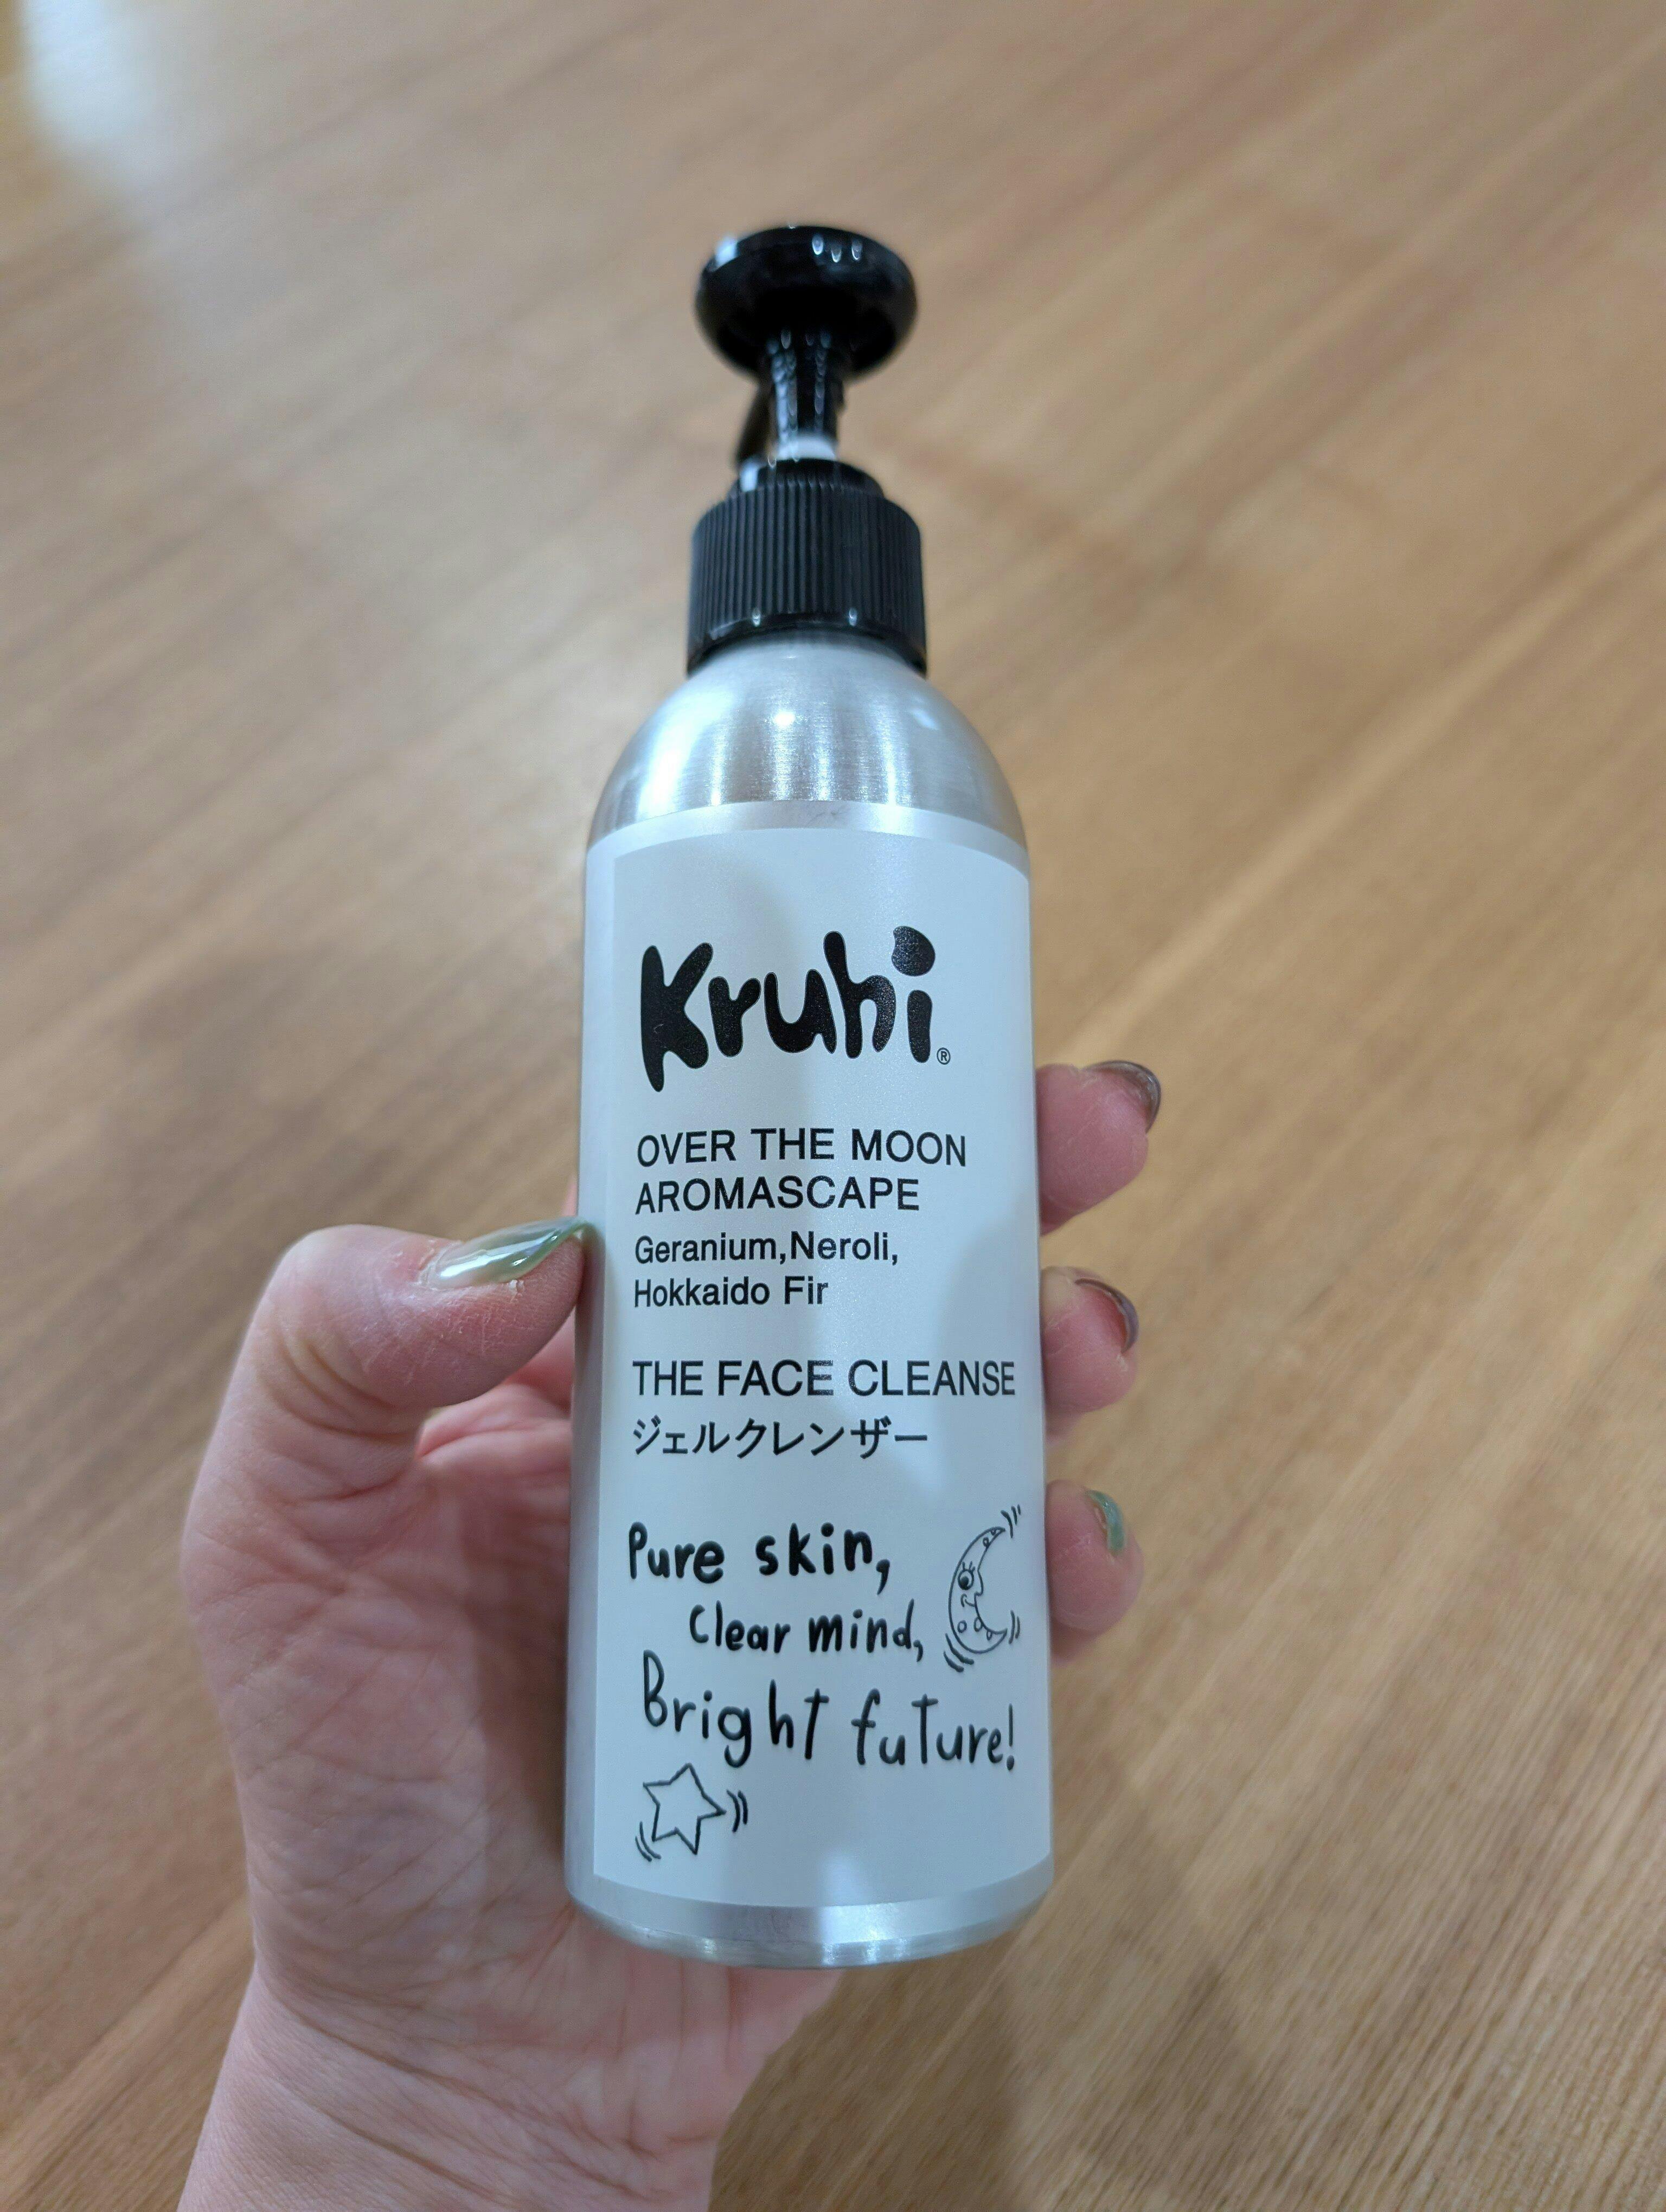 Kruhi®
OVER THE MOON
AROMASCAPE
Geranium,Neroli,
Hokkaido Fir
THE FACE CLEANSE
ジェルクレンザー
Pure skin,
Clear mind,
Bright future!